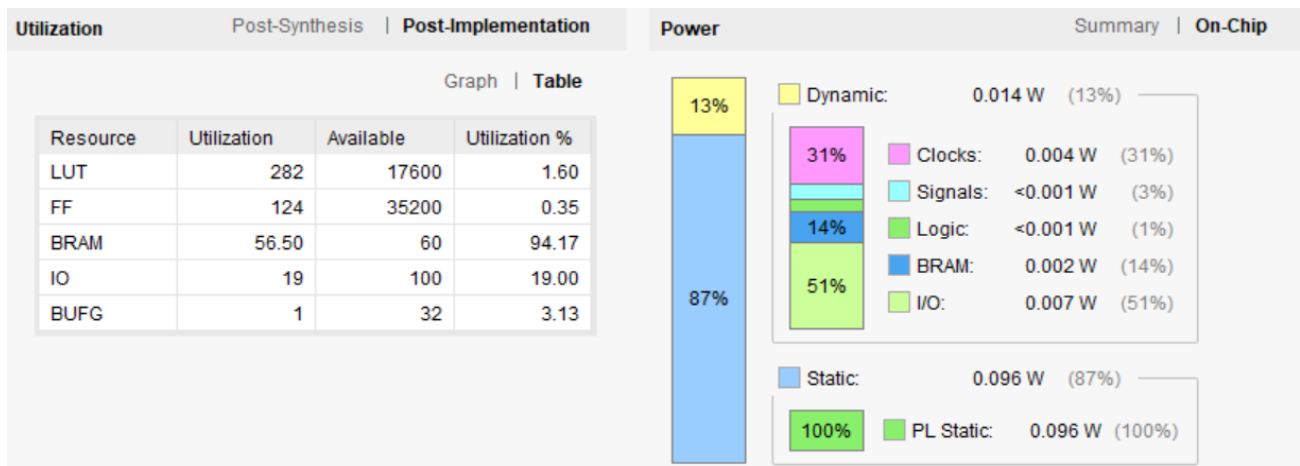 Utilization Post-Synthesis | Post-Implementation
Graph | Table
Resource Utilization Available Utilization %
LUT 282 17600 1.60
FF 124 35200 0.35
BRAM 56.50 60 94.17
IO 19 100 19.00
BUFG 1 32 3.13
Power Summary | On-Chip
13%
87%
Dynamic: 0.014 W (13%)
31% Clocks: 0.004 W (31%)
Signals: <0.001 W (3%)
Logic: <0.001 W (1%)
14% BRAM: 0.002 W (14%)
51% I/O: 0.007 W (51%)
Static: 0.096 W (87%)
100% PL Static: 0.096 W (100%)